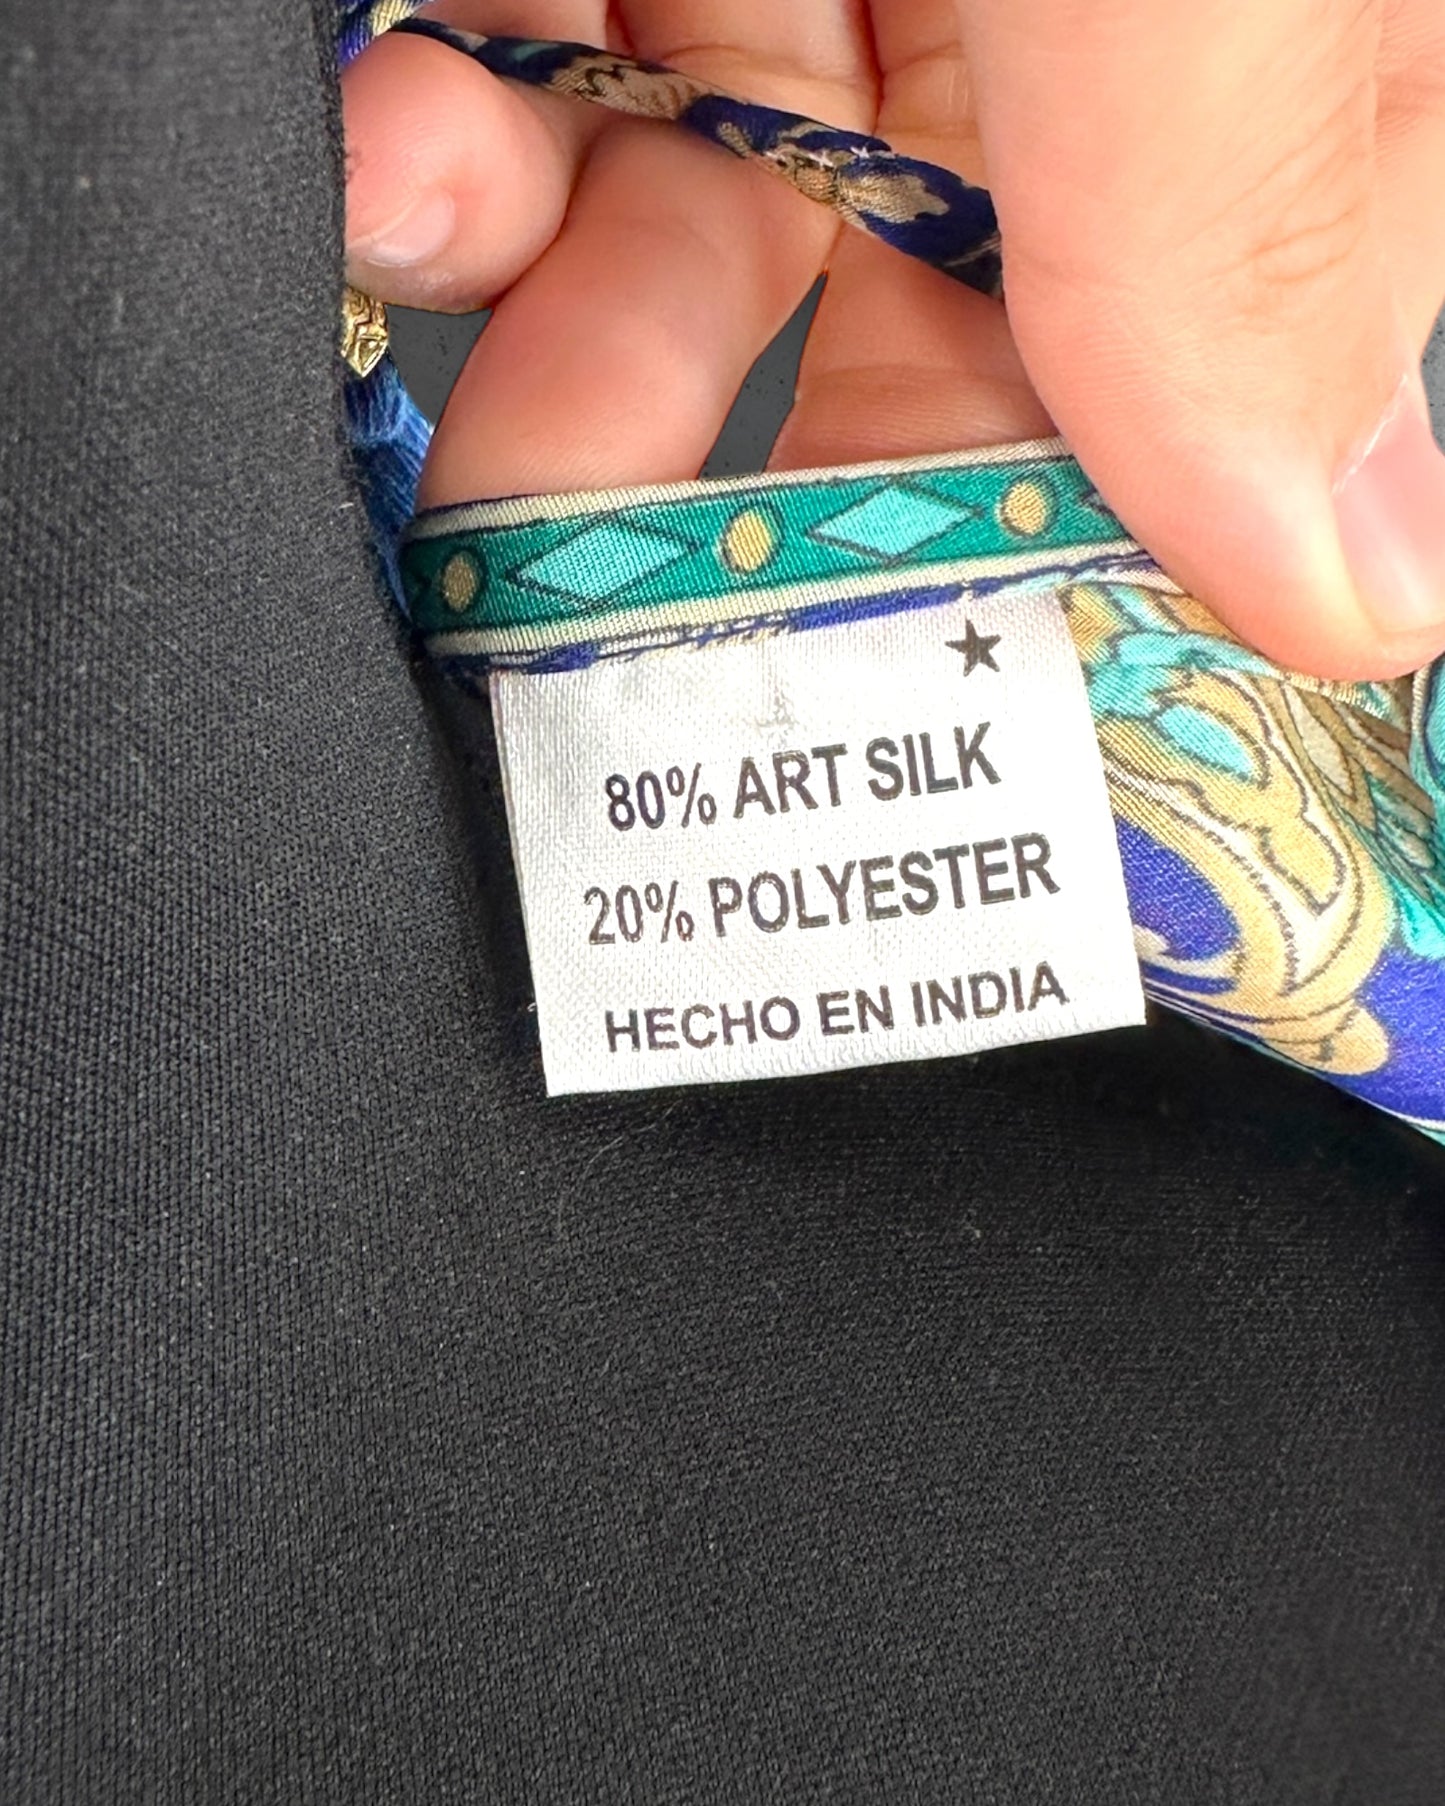 80% ART SILK
20% POLYESTER
HECHO EN INDIA